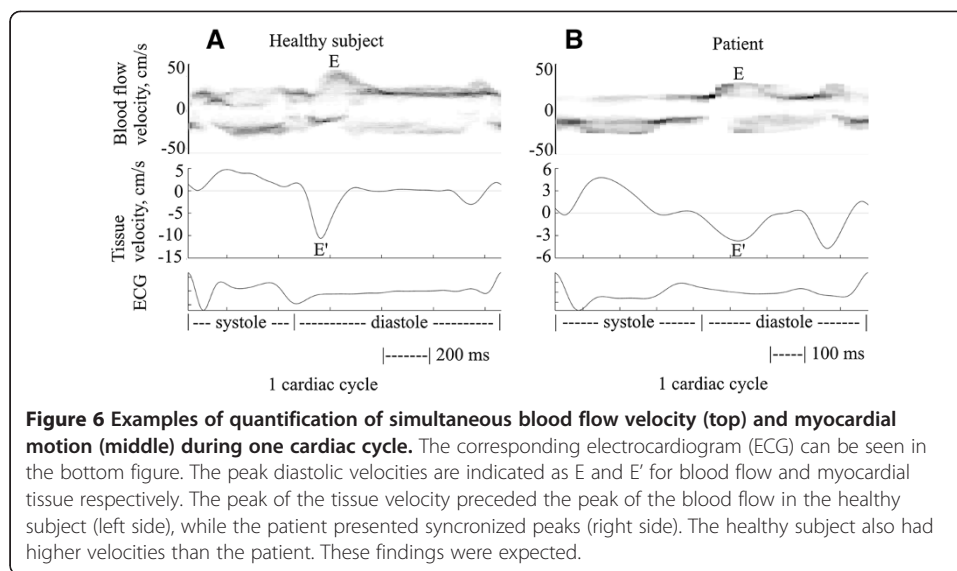 A
Healthy subject
B
Patient
Blood flow
velocity, cm/s
50
0
-50
E
50
0
-50
E
Tissue
velocity, cm/s
5
0
-5
-10
-15
E'
6
3
0
-3
-6
E'
ECG
|--- systole ---|----------- diastole -----------|
|------ systole ------|-------- diastole --------|
|-------| 200 ms
|-----| 100 ms
1 cardiac cycle
1 cardiac cycle
Figure 6 Examples of quantification of simultaneous blood flow velocity (top) and myocardial
motion (middle) during one cardiac cycle. The corresponding electrocardiogram (ECG) can be seen in
the bottom figure. The peak diastolic velocities are indicated as E and E' for blood flow and myocardial
tissue respectively. The peak of the tissue velocity preceded the peak of the blood flow in the healthy
subject (left side), while the patient presented syncronized peaks (right side). The healthy subject also had
higher velocities than the patient. These findings were expected.